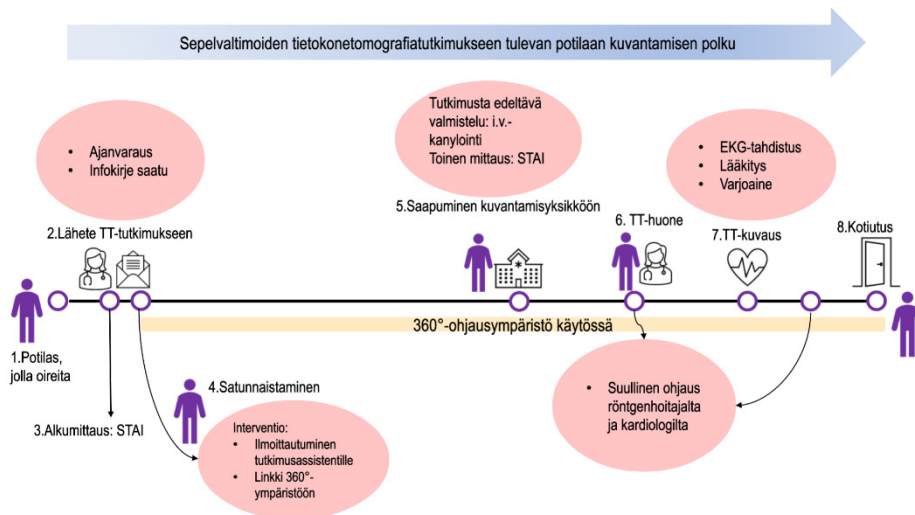 Sepelvaltimoiden tietokonetomografiatutkimukseen tulevan potilaan kuvantamisen polku
• Ajanvaraus
• Infokirje saatu
2.Lähete TT-tutkimukseen
1.Potilas,
jolla oireita
3.Alkumittaus: STAI
4.Satunnaistaminen
Interventio:
• Ilmoittautuminen
tutkimusassistentille
• Linkki 360°-
ympäristöön
Tutkimusta edeltävä
valmistelu: i.v.-
kanylointi
Toinen mittaus: STAI
5.Saapuminen kuvantamisyksikköön
360°-ohjausympäristö käytössä
6. TT-huone
• Suullinen ohjaus
röntgenhoitajalta
ja kardiologilta
• EKG-tahdistus
• Lääkitys
• Varjoaine
7.TT-kuvaus
8.Kotiutus